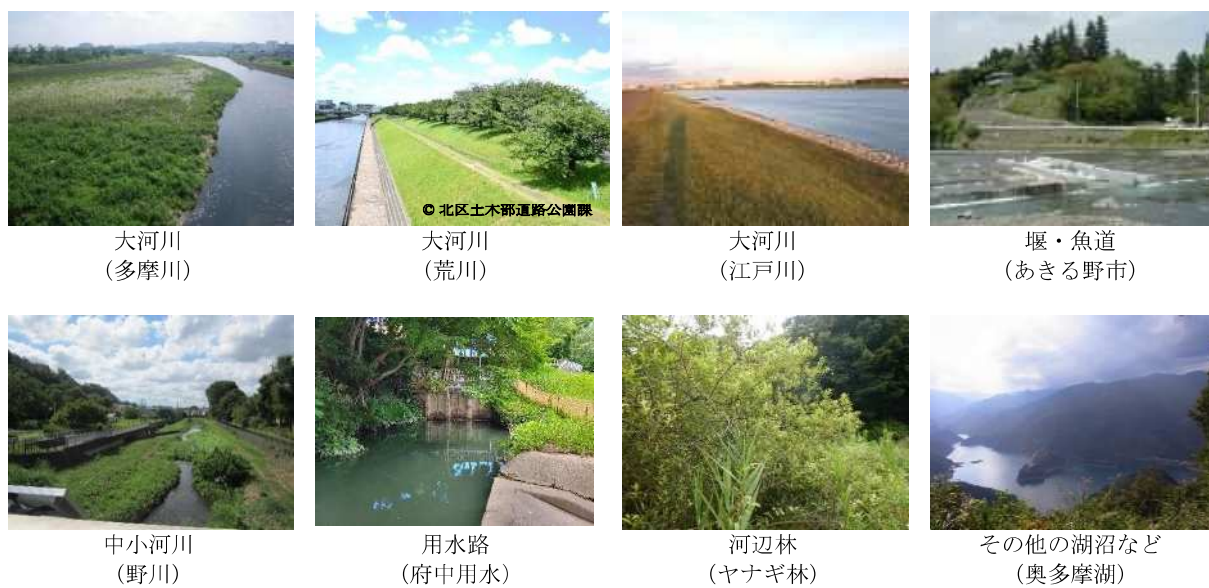 © 北区土木部道路公園課
大河川
（多摩川）
大河川
（荒川）
大河川
（江戸川）
堰・魚道
（あきる野市）
中小河川
（野川）
用水路
（府中用水）
河辺林
（ヤナギ林）
その他の湖沼など
（奥多摩湖）